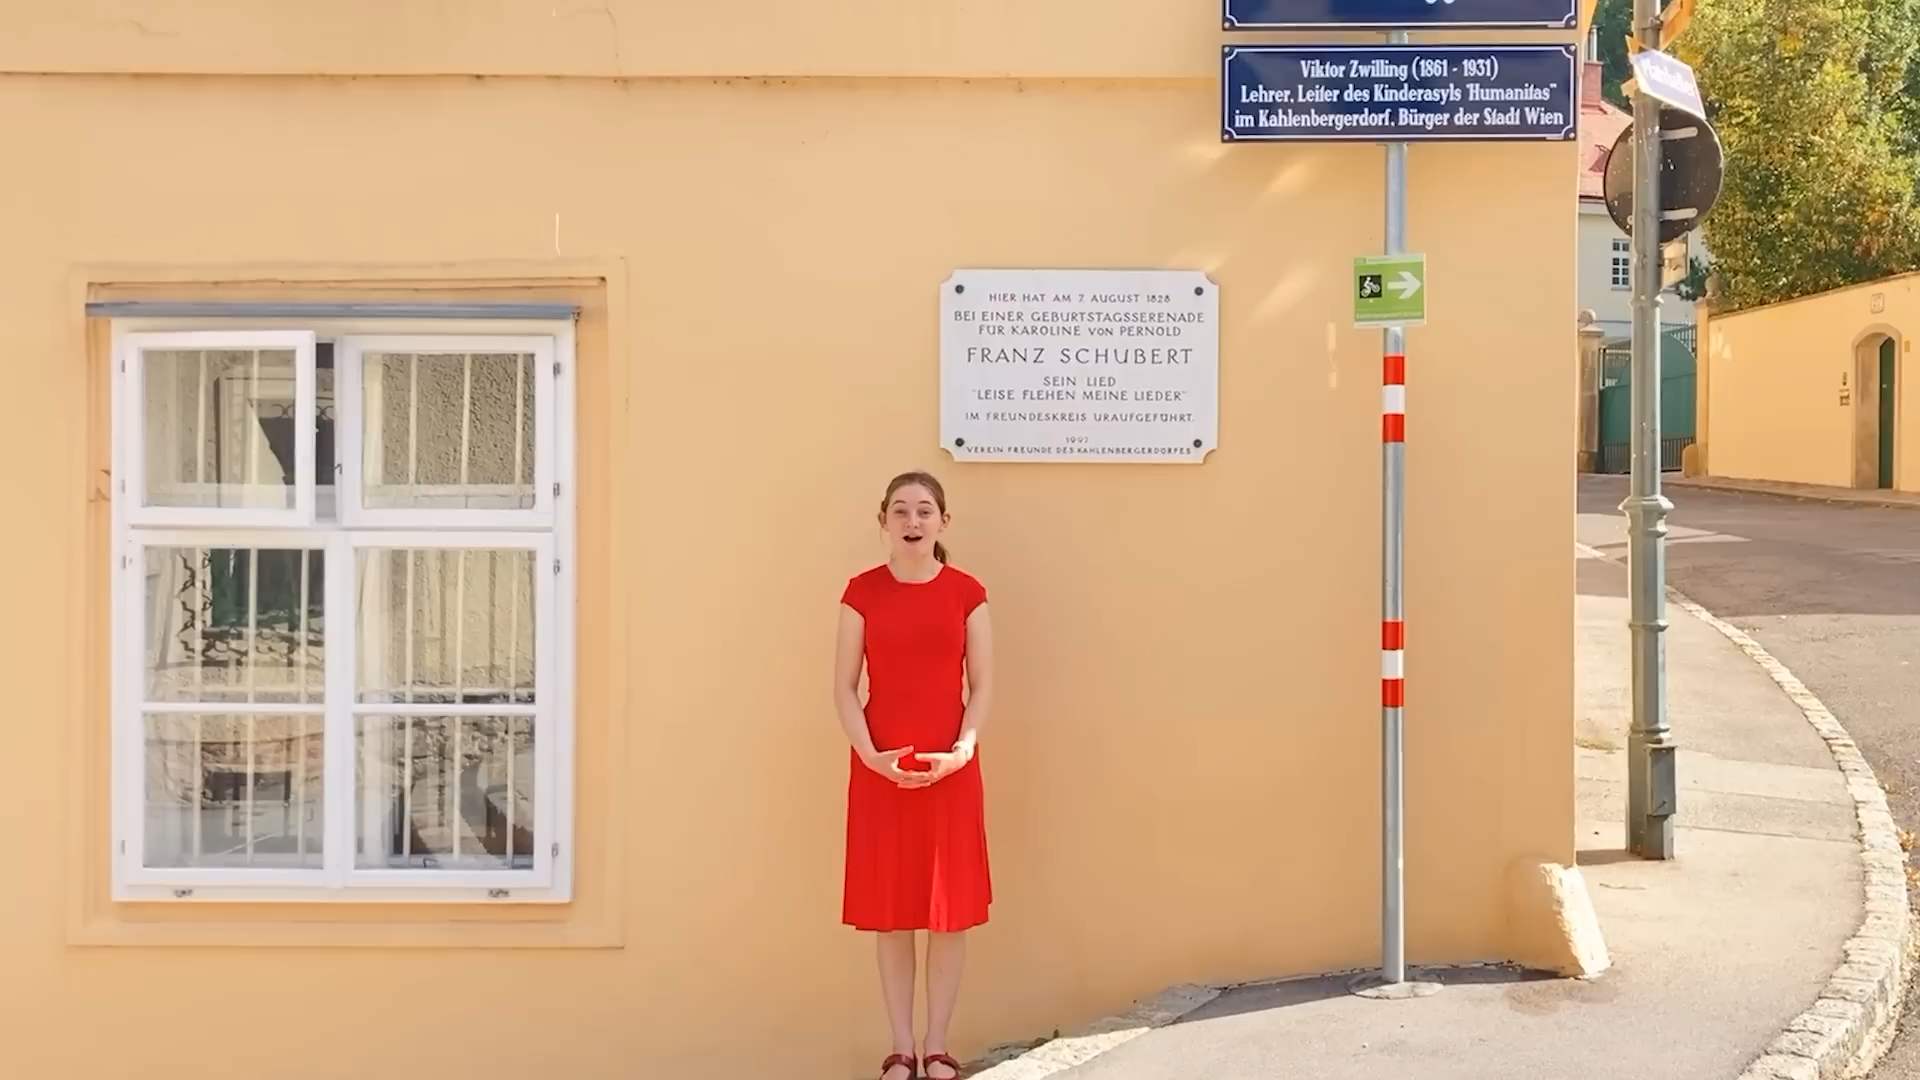 Viktor Zwilling (1861 - 1931)
Lehrer, Leiter des Kinderasyls "Humanitas"
im Kahlenbergerdorf, Bürger der Stadt Wien
HIER HAT AM 7. AUGUST 1828
BEI EINER GEBURTSTAGSSERENADE
FÜR KAROLINE VON PERNOLD
FRANZ SCHUBERT
SEIN LIED
"LEISE FLEHEN MEINE LIEDER"
IM FREUNDESKREIS URAUFGEFÜHRT.
1997
VEREIN FREUNDE DES KAHLENBERGERDORFES